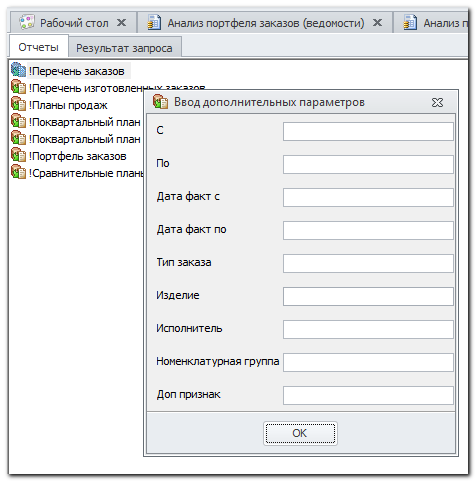 Рабочий стол Анализ портфеля заказов (ведомости) Анализ п
Отчеты Результат запроса
!Перечень заказов
!Перечень изготовленных заказов
!Планы продаж
!Поквартальный план
!Поквартальный план
!Портфель заказов
!Сравнительные планы
Ввод дополнительных параметров
С
По
Дата факт с
Дата факт по
Тип заказа
Изделие
Исполнитель
Номенклатурная группа
Доп признак
OK